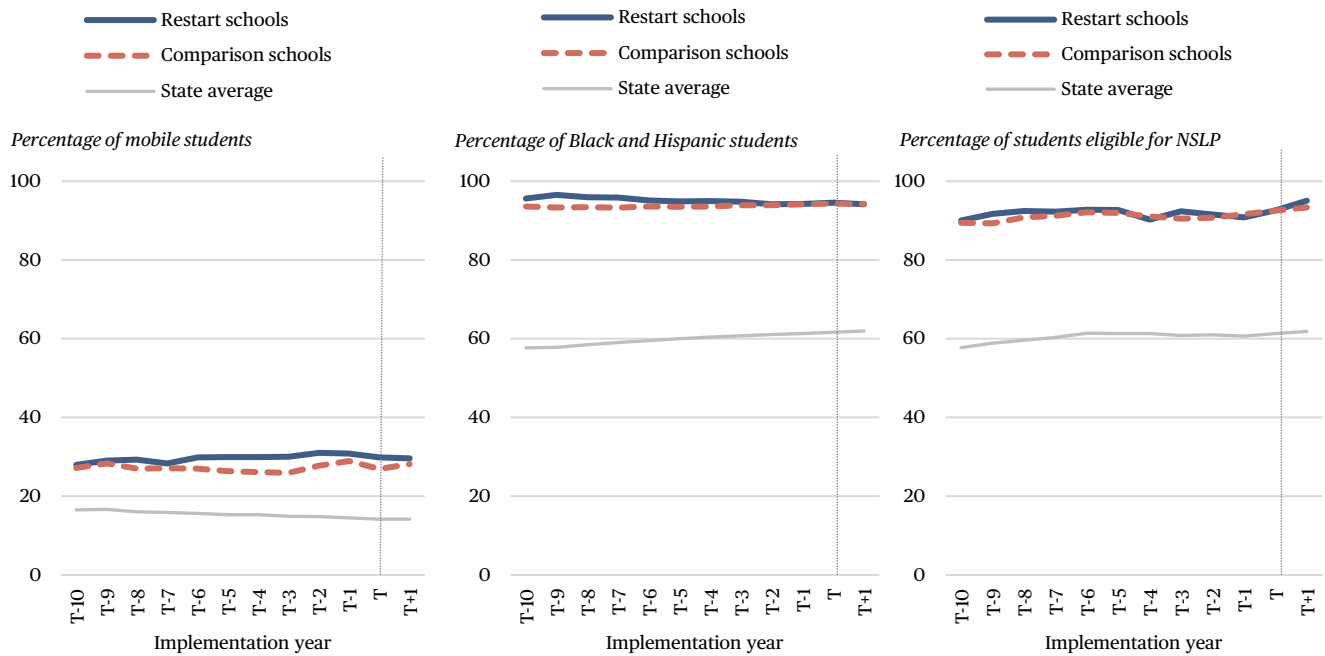 Restart schools
Comparison schools
State average
Percentage of mobile students
100
80
60
40
20
0
T-10
T-9
T-8
T-7
T-6
T-5
T-4
T-3
T-2
T-1
T
T+1
Implementation year
Restart schools
Comparison schools
State average
Percentage of Black and Hispanic students
100
80
60
40
20
0
T-10
T-9
T-8
T-7
T-6
T-5
T-4
T-3
T-2
T-1
T
T+1
Implementation year
Restart schools
Comparison schools
State average
Percentage of students eligible for NSLP
100
80
60
40
20
0
T-10
T-9
T-8
T-7
T-6
T-5
T-4
T-3
T-2
T-1
T
T+1
Implementation year